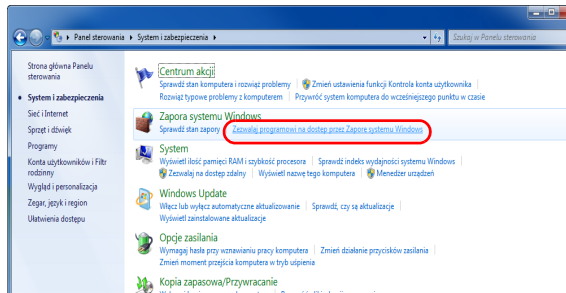 Panel sterowania ▸ System i zabezpieczenia ▸
Szukaj w Panelu sterowania
Strona główna Panelu
sterowania
System i zabezpieczenia
Sieć i Internet
Sprzęt i dźwięk
Programy
Konta użytkowników i Filtr
rodzinny
Wygląd i personalizacja
Zegar, język i region
Ułatwienia dostępu
Centrum akcji
Sprawdź stan komputera i rozwiąż problemy | Zmień ustawienia funkcji Kontrola konta użytkownika
Rozwiąż typowe problemy z komputerem | Przywróć system komputera do wcześniejszego punktu w czasie
Zapora systemu Windows
Sprawdź stan zapory Zezwalaj programowi na dostęp przez Zaporę systemu Windows
System
Wyświetl ilość pamięci RAM i szybkość procesora | Sprawdź indeks wydajności systemu Windows
Zezwalaj na dostęp zdalny | Wyświetl nazwę tego komputera | Menedżer urządzeń
Windows Update
Włącz lub wyłącz automatyczne aktualizowanie | Sprawdź, czy są aktualizacje
Wyświetl zainstalowane aktualizacje
Opcje zasilania
Wymagaj hasła przy wznawianiu pracy komputera | Zmień działanie przycisków zasilania
Zmień moment przejścia komputera w tryb uśpienia
Kopia zapasowa/Przywracanie